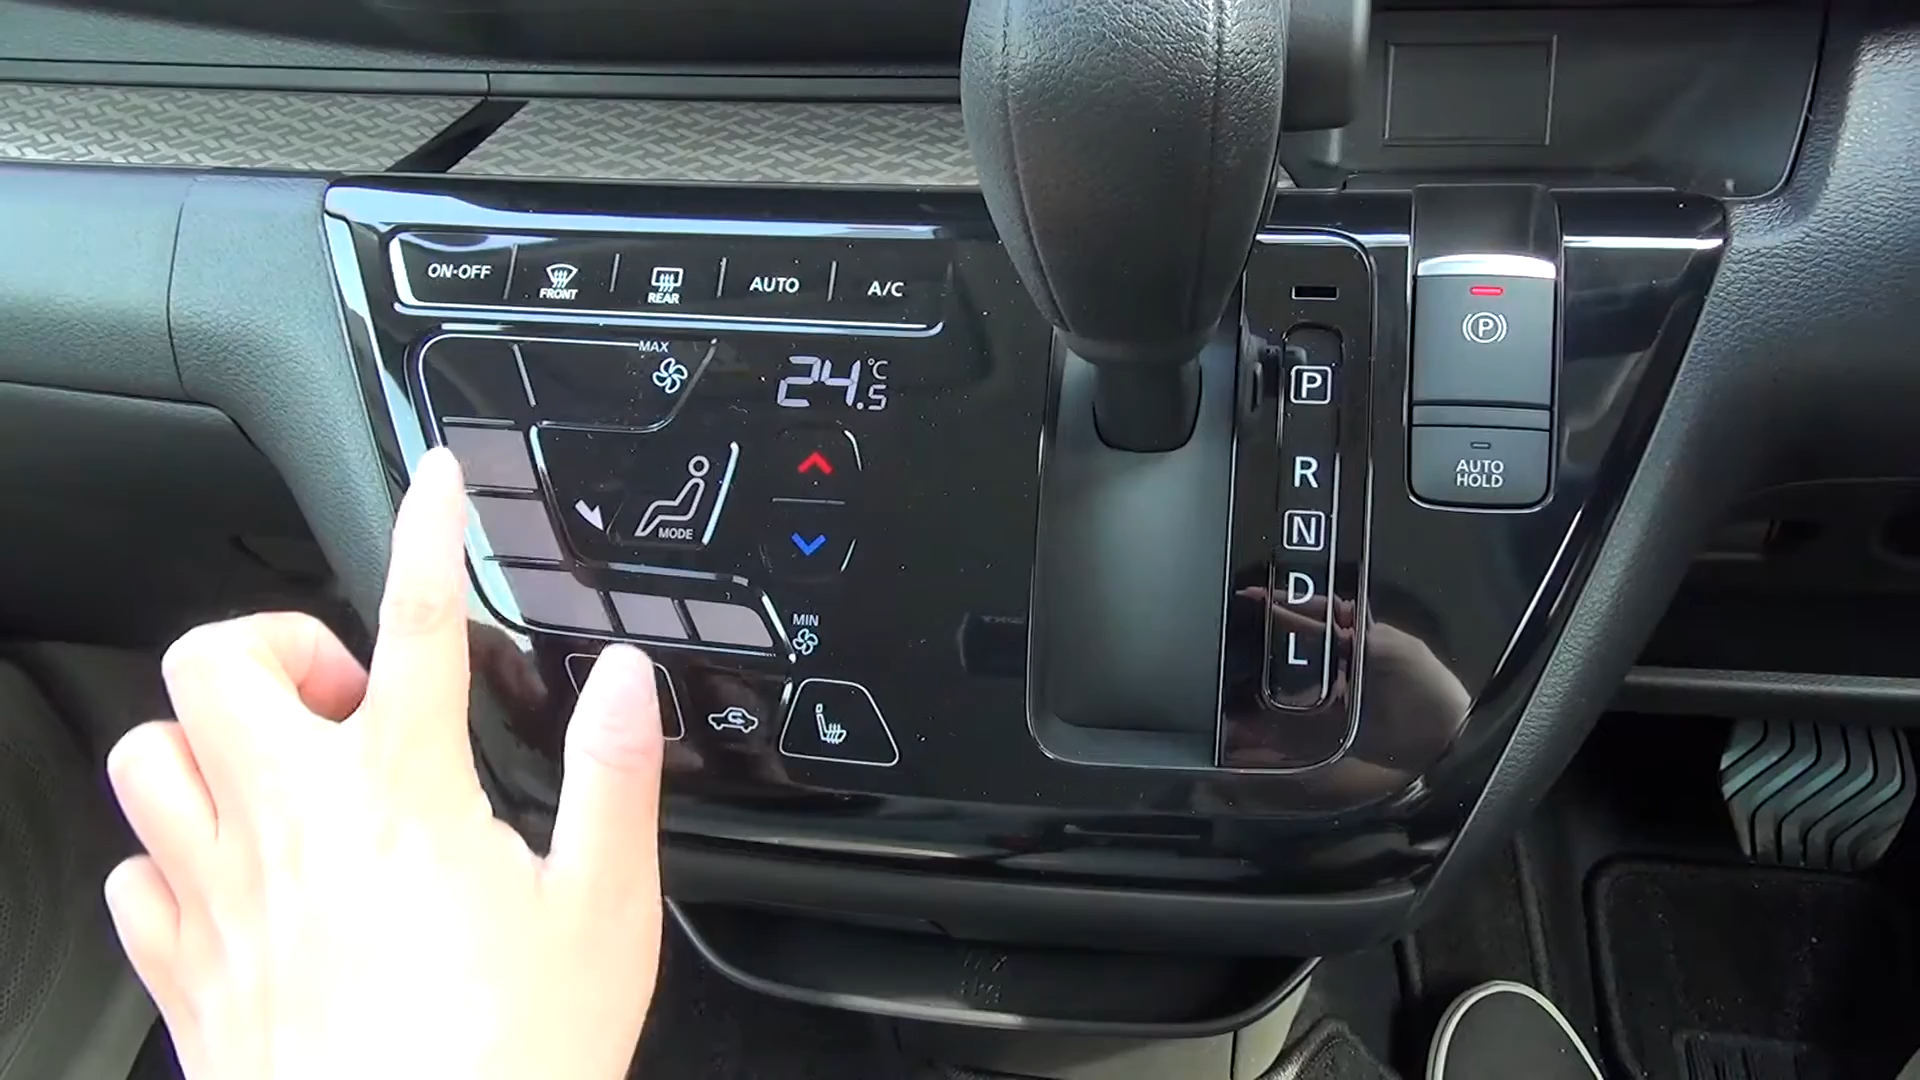 ON·OFF
FRONT
REAR
AUTO
A/C
MAX
24.5°C
MODE
MIN
P
R
N
D
L
P
AUTO
HOLD